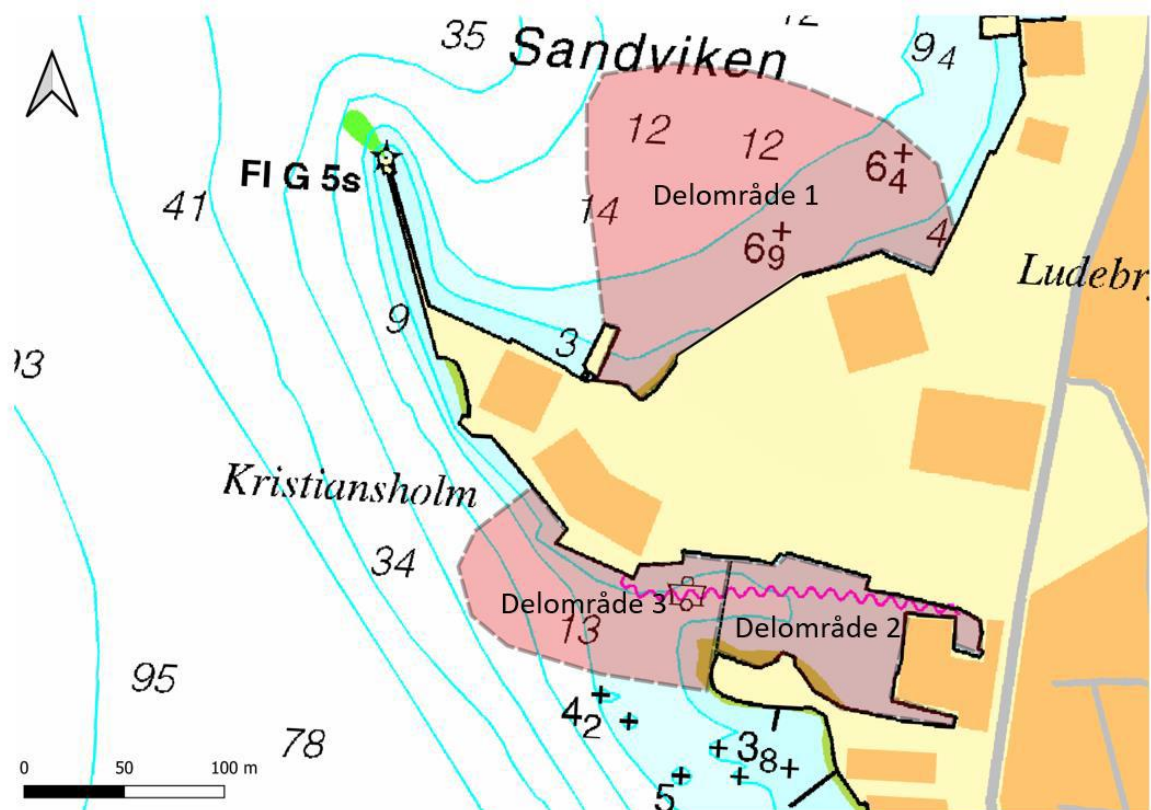 35
Sandviken
9₄
12
12
6₄
Fl G 5s
41
14
Delområde 1
4
6₉
Ludebr
9
3
Kristiansholm
34
Delområde 3
13
Delområde 2
95
4₂
78
3₈
5
0 50 100 m